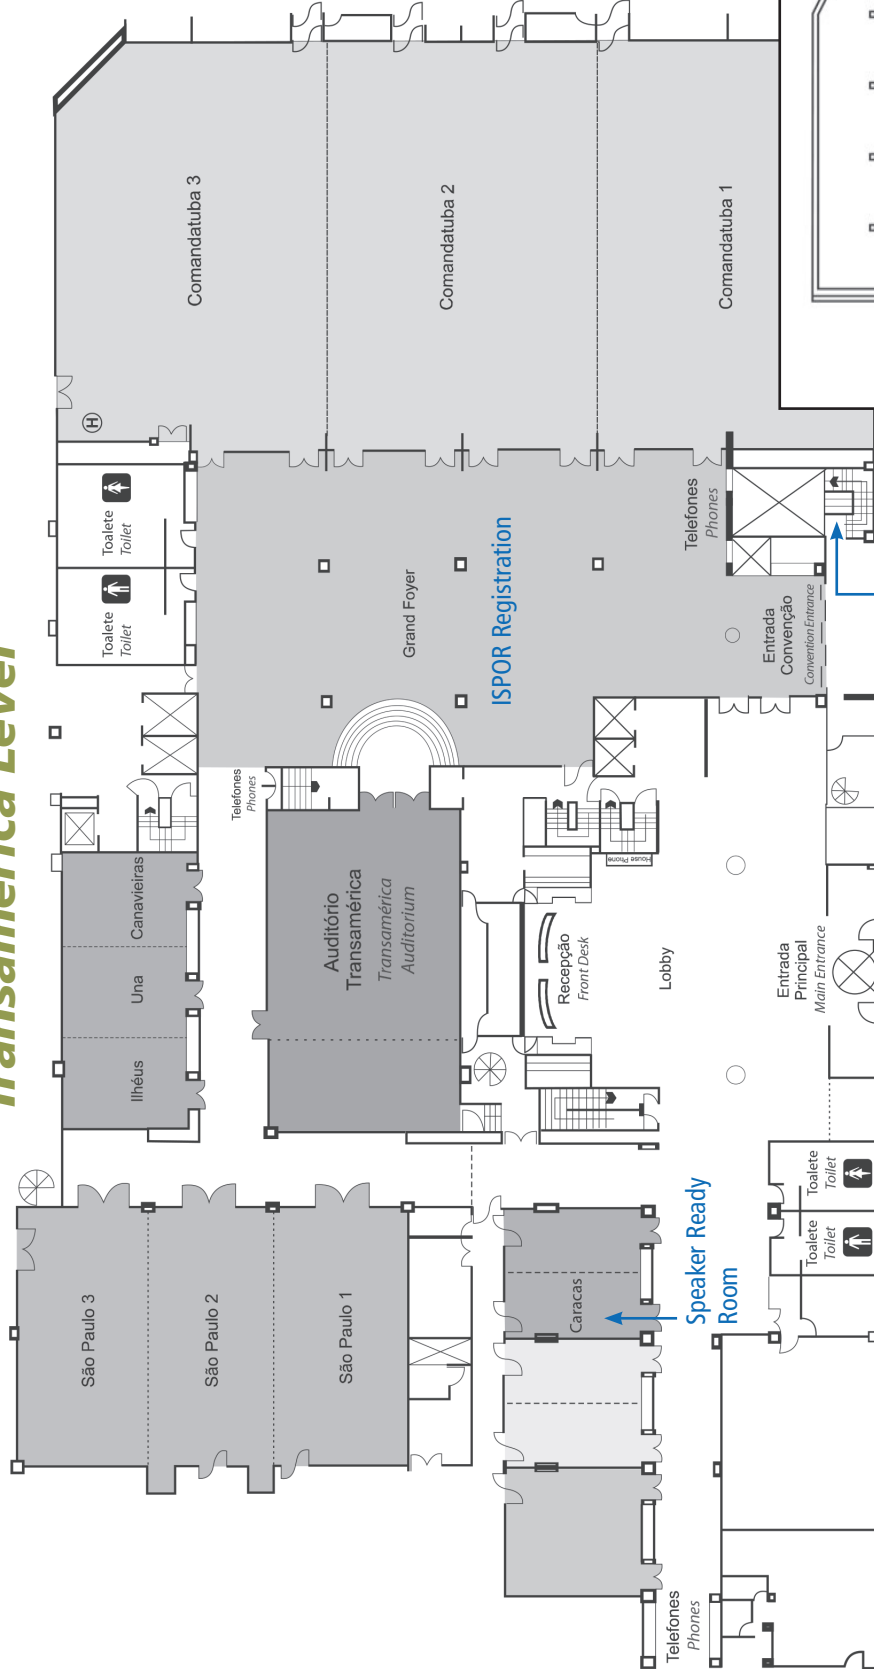 Transamérica Level
Comandatuba 3
Comandatuba 2
Comandatuba 1
H
Toalete
Toilet
Toalete
Toilet
Telefones
Phones
Grand Foyer
ISPOR Registration
Entrada
Convenção
Convention Entrance
Telefones
Phones
Canavieiras
Una
Ilhéus
Auditório
Transamérica
Transamérica
Auditorium
House Phone
Recepção
Front Desk
Lobby
Entrada
Principal
Main Entrance
São Paulo 3
São Paulo 2
São Paulo 1
Caracas
Speaker Ready
Room
Toalete
Toilet
Toalete
Toilet
Telefones
Phones